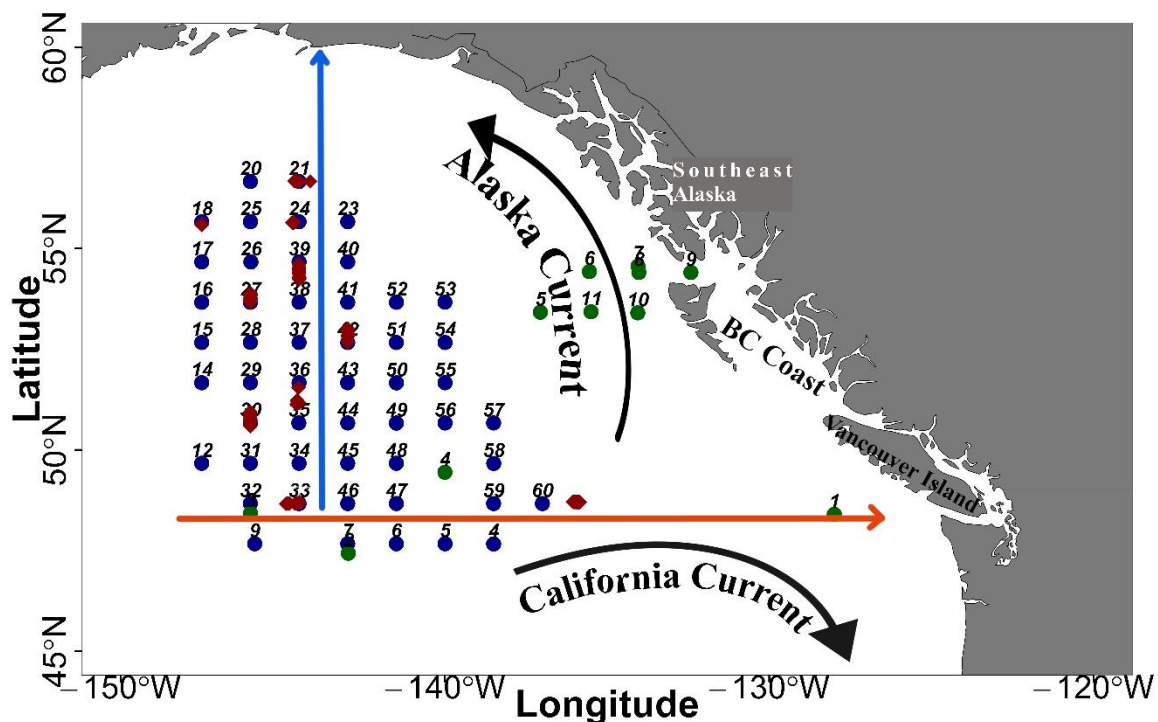 60°N
Southeast
Alaska
Alaska Current
20 21
18 25 24 23
55°N
17 26 39 40 6 7 8 9
16 27 38 41 52 53 5 11 10
BC Coast
15 28 37 42 51 54
14 29 36 43 50 55
Latitude
30 35 44 49 56 57
50°N
Vancouver Island
12 31 34 45 48 4 58
32 33 46 47 59 60 1
9 7 6 5 4
California Current
45°N
−150°W −140°W −130°W −120°W
Longitude